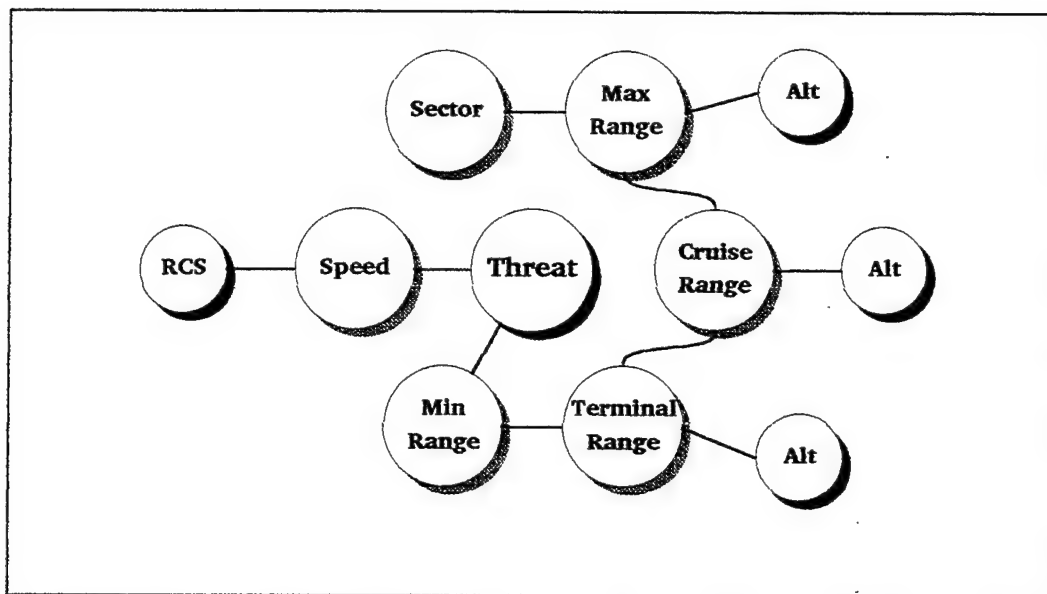 Sector
Max
Range
Alt
RCS
Speed
Threat
Cruise
Range
Alt
Min
Range
Terminal
Range
Alt